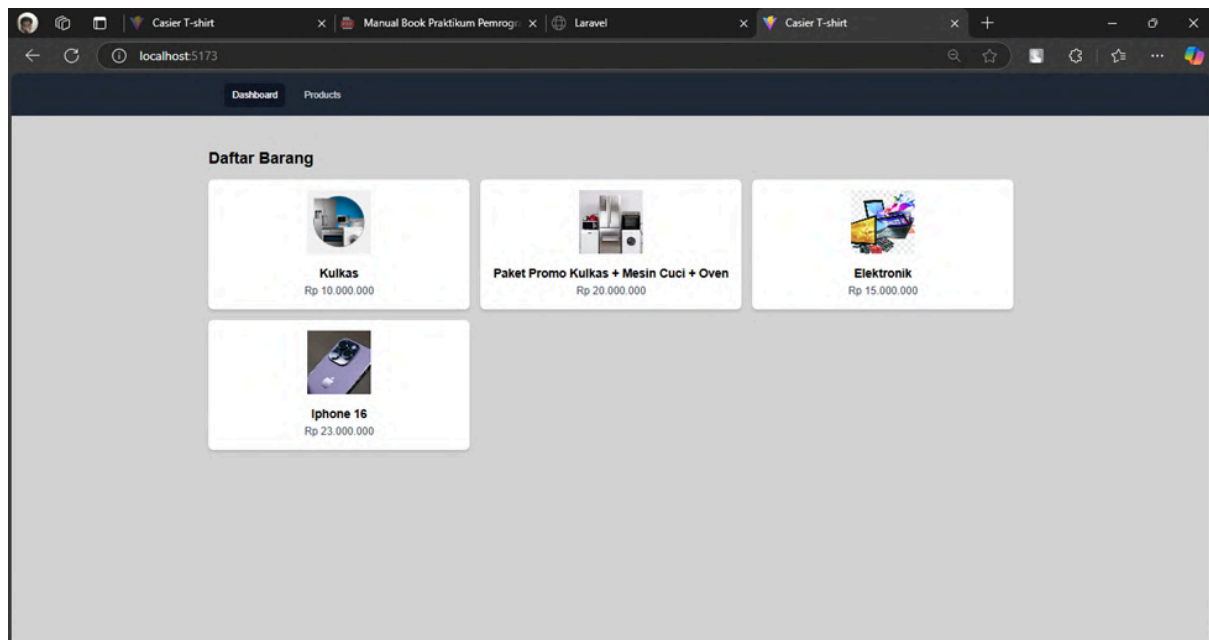 Casier T-shirt
Manual Book Praktikum Pemrogr
Laravel
Casier T-shirt
localhost:5173
Dashboard
Products
Daftar Barang
Kulkas
Rp 10.000.000
Paket Promo Kulkas + Mesin Cuci + Oven
Rp 20.000.000
Elektronik
Rp 15.000.000
Iphone 16
Rp 23.000.000